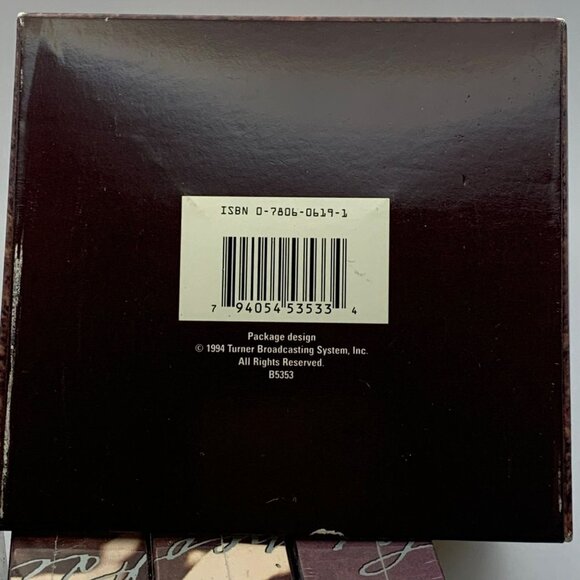 ISBN 0-7806-0619-1
7 94054 53533 4
Package design
© 1994 Turner Broadcasting System, Inc.
All Rights Reserved.
B5353